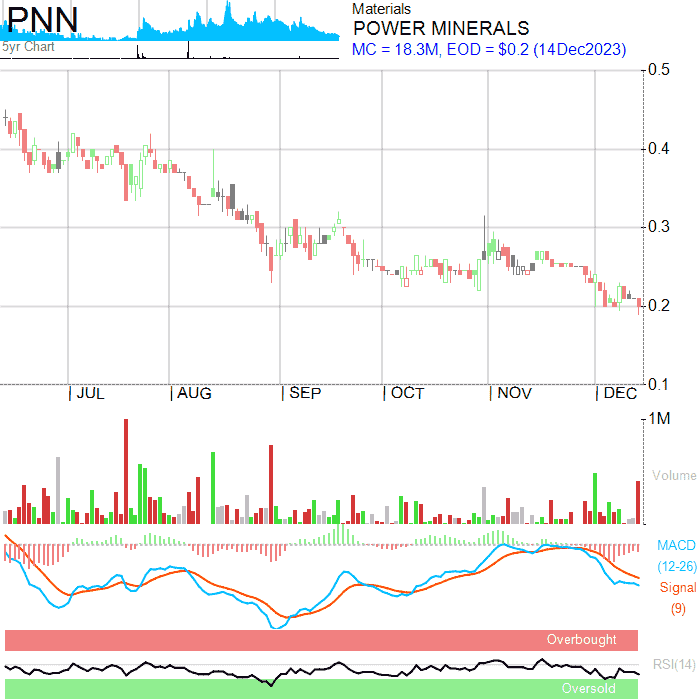 PNN
5yr Chart
Materials
POWER MINERALS
MC = 18.3M, EOD = $0.2 (14Dec2023)
0.5
0.4
0.3
0.2
0.1
JUL AUG SEP OCT NOV DEC
1M
Volume
MACD
(12-26)
Signal
(9)
Overbought
RSI(14)
Oversold